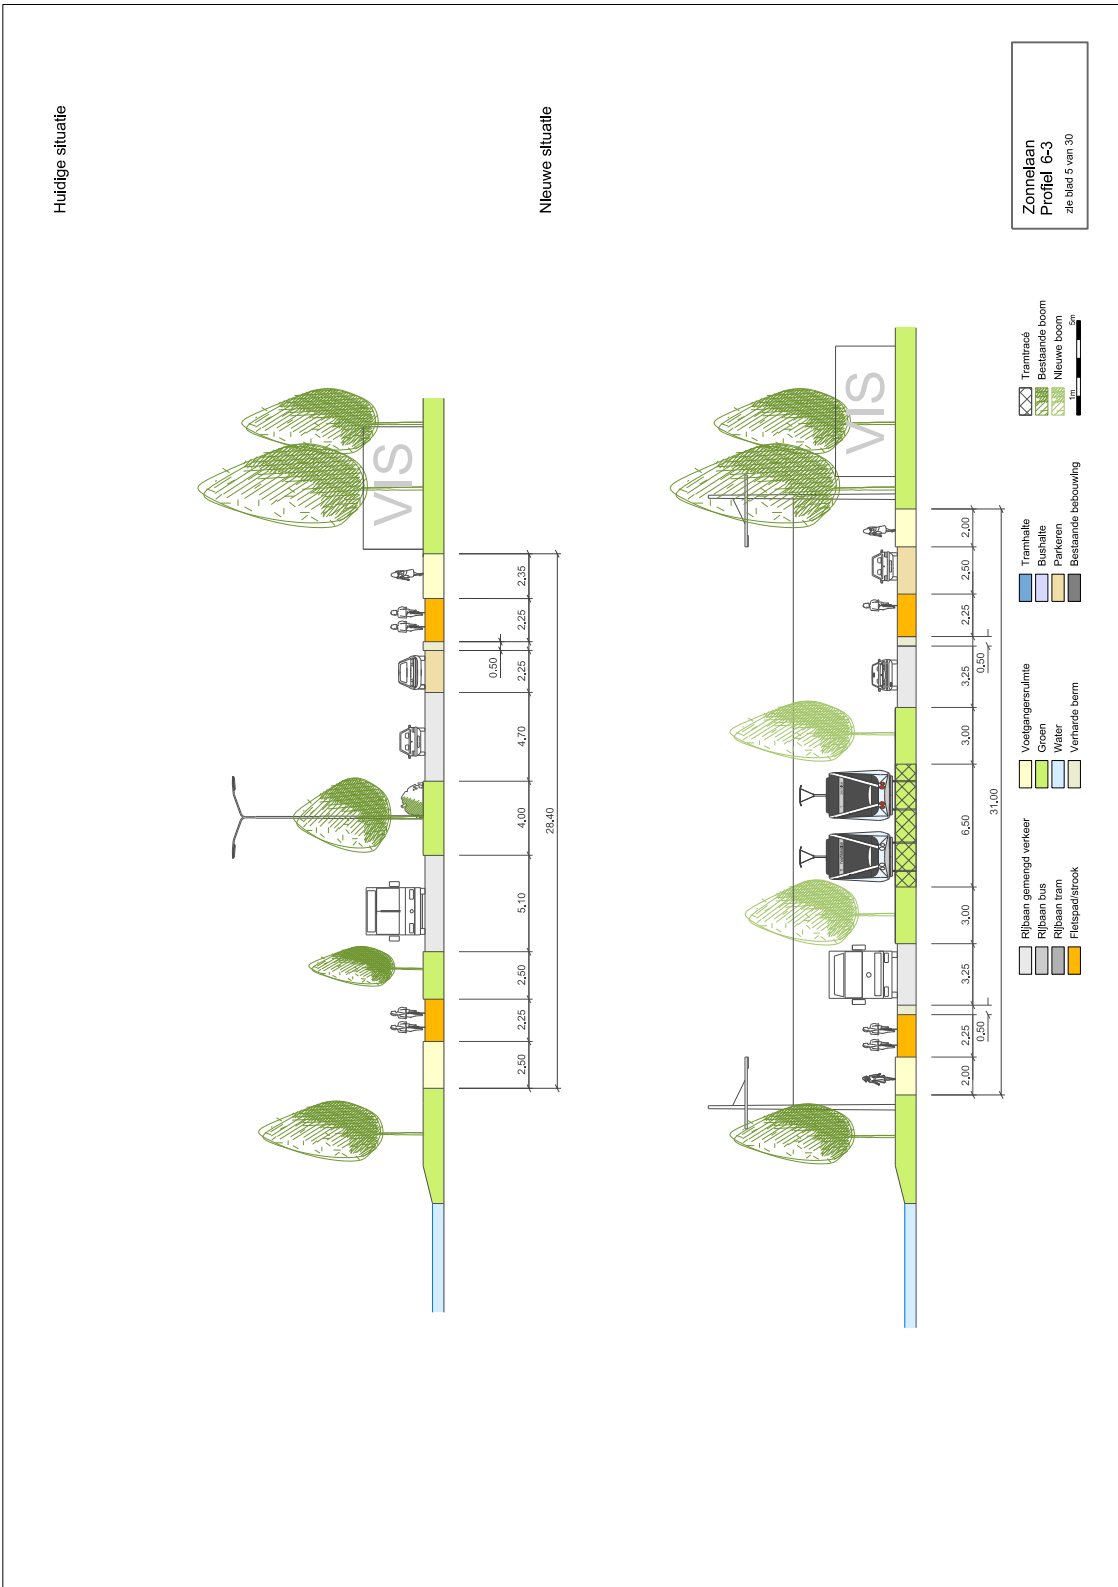 Huidige situatie
VIS
2.50
2.25
2.50
5.10
4.00
4.70
2.25
0.50
2.25
2.35
28.40
Nieuwe situatie
VIS
2.00
2.25
0.50
3.25
3.00
6.50
3.00
3.25
0.50
2.25
2.50
2.00
31.00
Rijbaan gemengd verkeer
Rijbaan bus
Rijbaan tram
Fietspad/strook
Voetgangersruimte
Groen
Water
Verharde berm
Tramhalte
Bushalte
Parkeren
Bestaande bebouwing
Tramtracé
Bestaande boom
Nieuwe boom
1m 5m
Zonnelaan
Profiel 6-3
zie blad 5 van 30